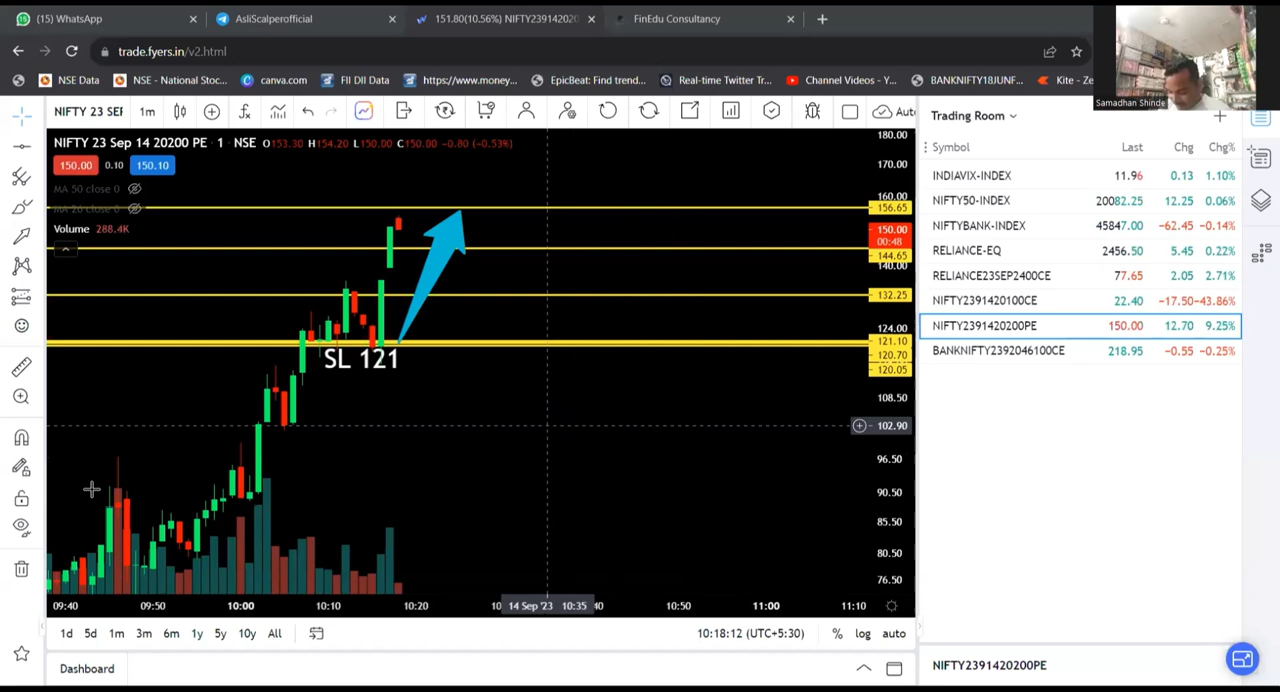 (15) WhatsApp
AsliScalperofficial
151.80(10.56%) NIFTY23914202
FinEdu Consultancy
trade.fyers.in/v2.html
NSE Data
NSE - National Stoc...
canva.com
FII DII Data
https://www.money...
EpicBeat: Find trend...
Real-time Twitter Tr...
Channel Videos - Y...
BANKNIFTY18JUNF...
Kite - Ze
Samadhan Shinde
NIFTY 23 SEP
1m
Auto
NIFTY 23 Sep 14 20200 PE · 1 · NSE O153.30 H154.20 L150.00 C150.00 -0.80 (-0.53%)
150.00 0.10 150.10
MA 50 close 0
MA 20 close 0
Volume 288.4K
SL 121
180.00
170.00
160.00
156.65
150.00
00:48
144.65
140.00
132.25
124.00
121.10
120.70
120.05
108.50
102.90
96.50
90.50
85.50
80.50
76.50
09:40 09:50 10:00 10:10 10:20 14 Sep '23 10:35 10:50 11:00 11:10
1d 5d 1m 3m 6m 1y 5y 10y All
10:18:12 (UTC+5:30) % log auto
Dashboard
Trading Room
Symbol Last Chg Chg%
INDIAVIX-INDEX 11.96 0.13 1.10%
NIFTY50-INDEX 20082.25 12.25 0.06%
NIFTYBANK-INDEX 45847.00 -62.45 -0.14%
RELIANCE-EQ 2456.50 5.45 0.22%
RELIANCE23SEP2400CE 77.65 2.05 2.71%
NIFTY2391420100CE 22.40 -17.50 -43.86%
NIFTY2391420200PE 150.00 12.70 9.25%
BANKNIFTY2392046100CE 218.95 -0.55 -0.25%
NIFTY2391420200PE